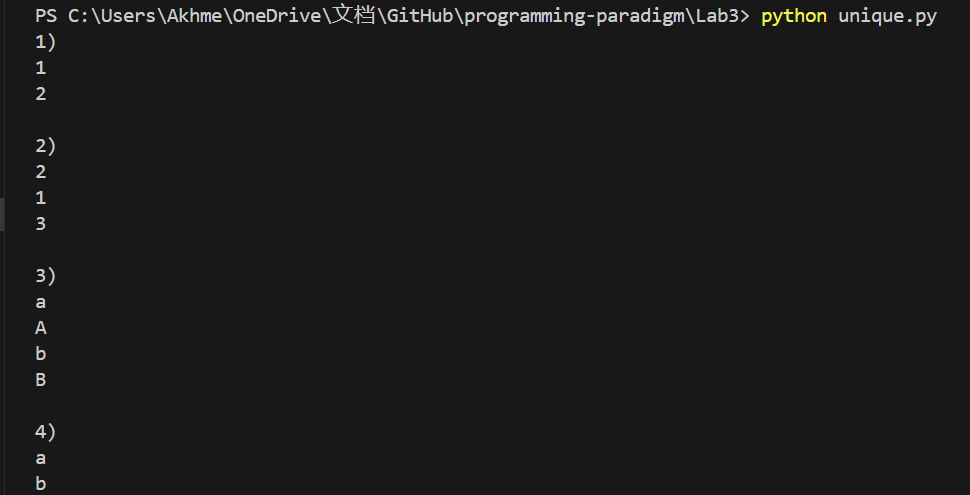 PS C:\Users\Akhme\OneDrive\文档\GitHub\programming-paradigm\Lab3> python unique.py
1)
1
2
2)
2
1
3
3)
a
A
b
B
4)
a
b